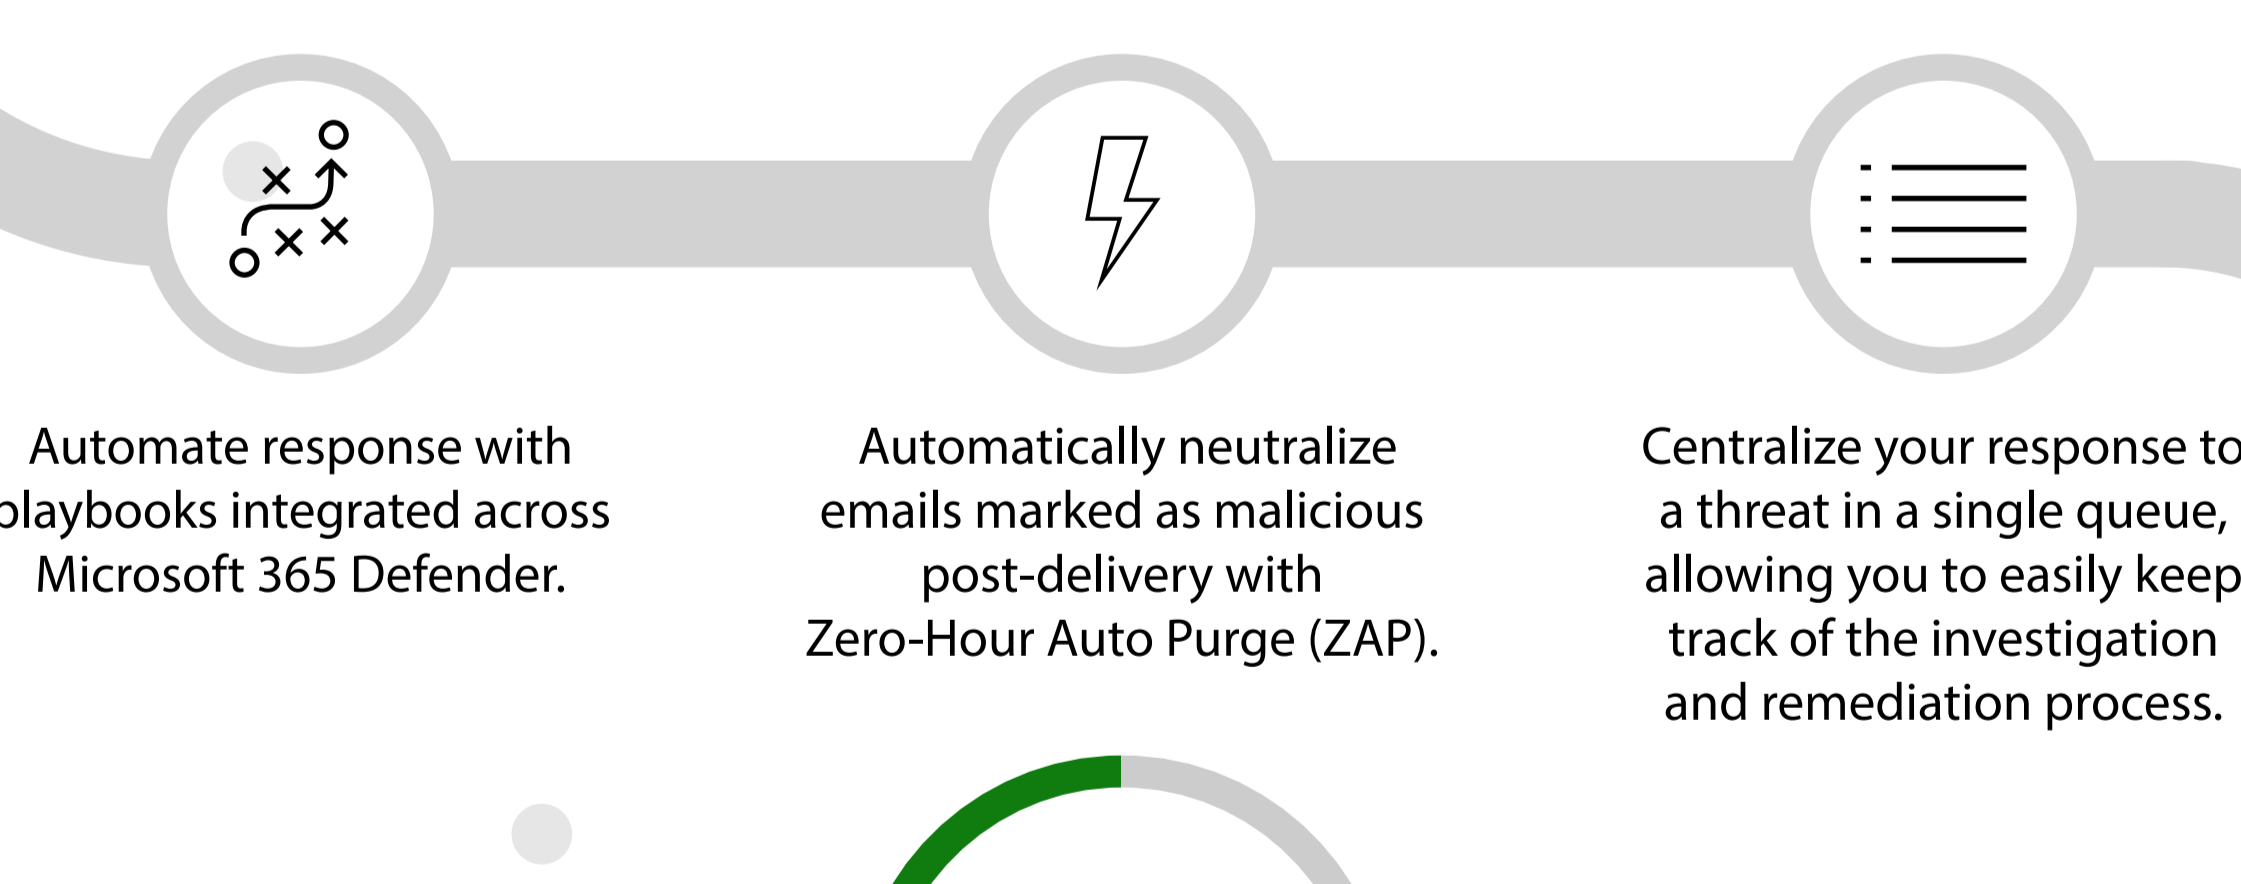 Automate response with
playbooks integrated across
Microsoft 365 Defender.
Automatically neutralize
emails marked as malicious
post-delivery with
Zero-Hour Auto Purge (ZAP).
Centralize your response to
a threat in a single queue,
allowing you to easily keep
track of the investigation
and remediation process.